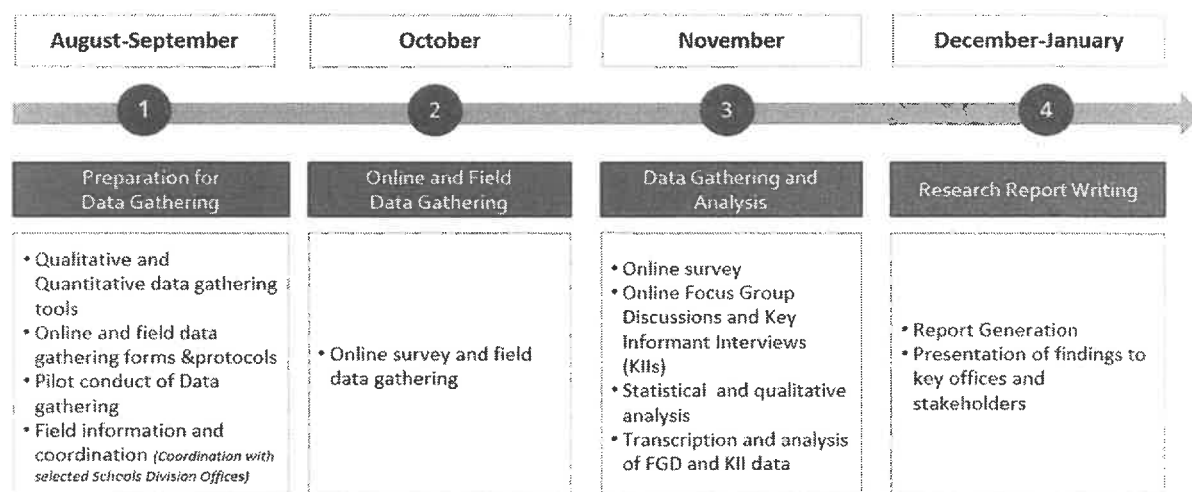 August-September
October
November
December-January
1
2
3
4
Preparation for
Data Gathering
Online and Field
Data Gathering
Data Gathering and
Analysis
Research Report Writing
• Qualitative and
Quantitative data gathering
tools
• Online and field data
gathering forms &protocols
• Pilot conduct of Data
gathering
• Field information and
coordination (Coordination with
selected Schools Division Offices)
• Online survey and field
data gathering
• Online survey
• Online Focus Group
Discussions and Key
Informant Interviews
(KIIs)
• Statistical and qualitative
analysis
• Transcription and analysis
of FGD and KII data
• Report Generation
• Presentation of findings to
key offices and
stakeholders